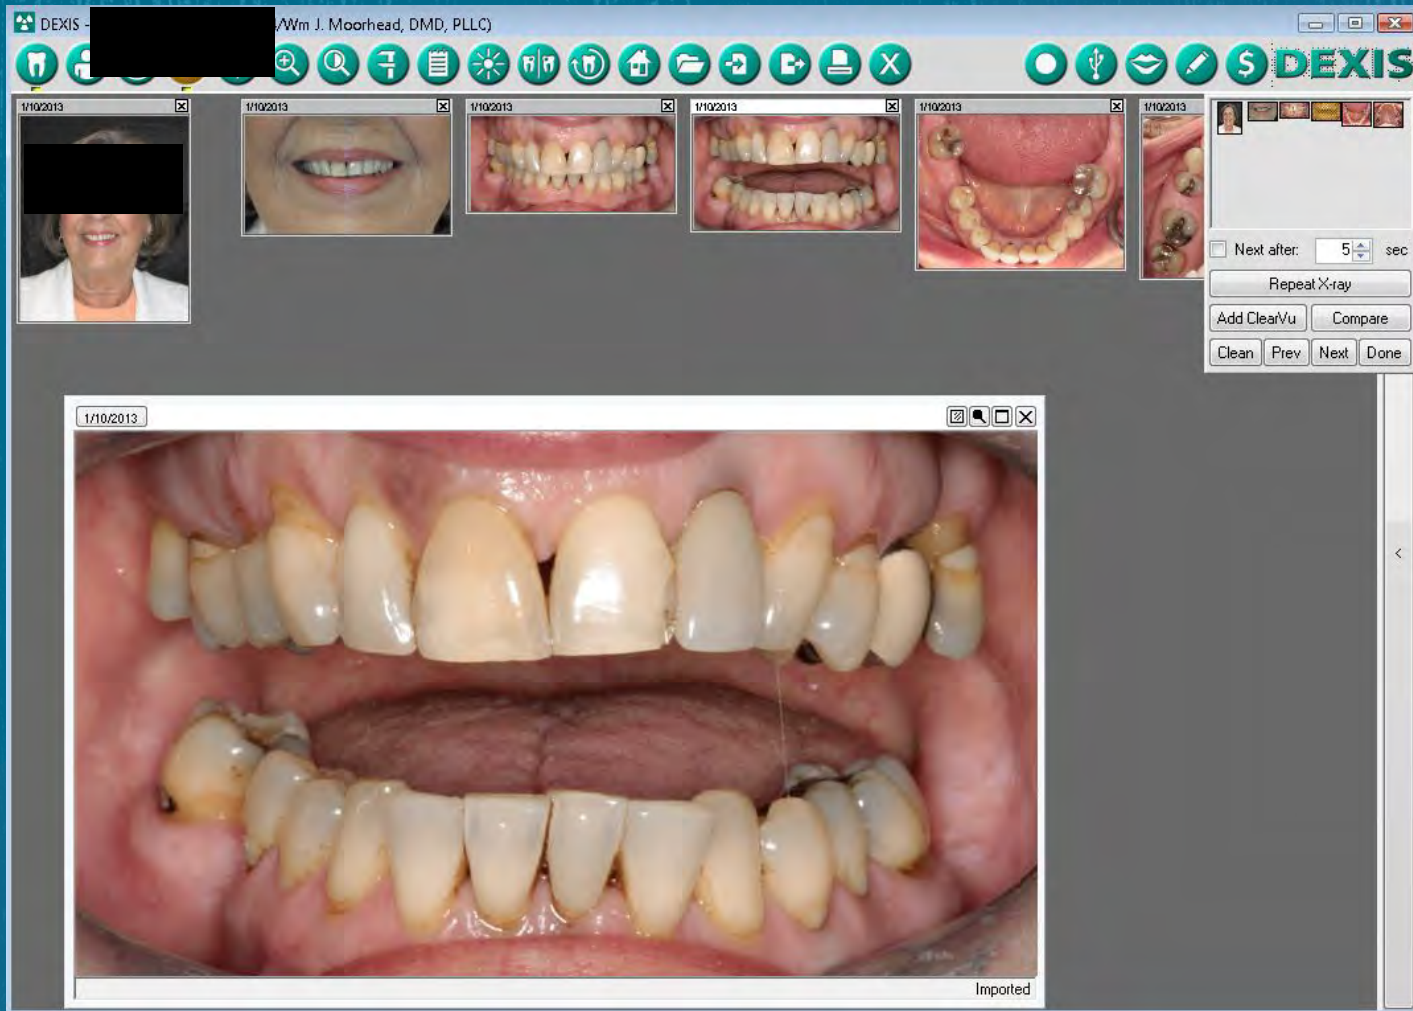 DEXIS - /Wm J. Moorhead, DMD, PLLC)
$ DEXIS
1/10/2013
1/10/2013
1/10/2013
1/10/2013
1/10/2013
1/10/2013
Next after: 5 sec
Repeat X-ray
Add ClearVu Compare
Clean Prev Next Done
1/10/2013
Imported